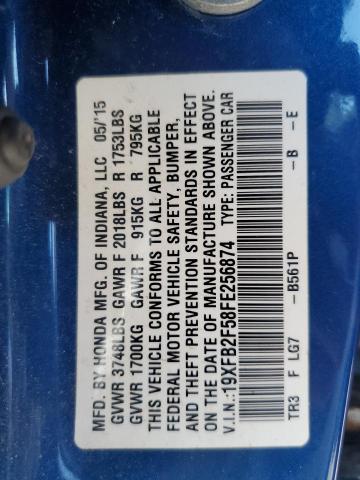 MFD. BY HONDA MFG. OF INDIANA, LLC 05/'15
GVWR 3748LBS GAWR F 2018LBS R 1753LBS
GVWR 1700KG GAWR F 915KG R 795KG
THIS VEHICLE CONFORMS TO ALL APPLICABLE
FEDERAL MOTOR VEHICLE SAFETY, BUMPER,
AND THEFT PREVENTION STANDARDS IN EFFECT
ON THE DATE OF MANUFACTURE SHOWN ABOVE.
V.I.N.:19XFB2F58FE256874 TYPE: PASSENGER CAR
TR3 F LG7 -B561P -B -E